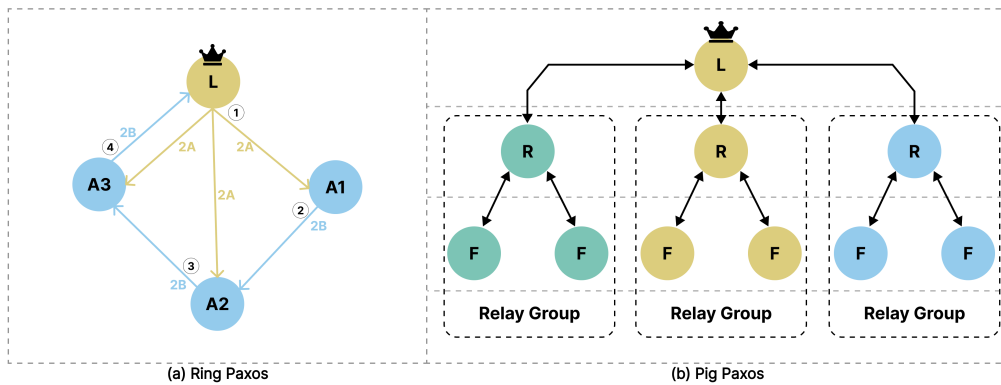 L
1
4
2B
2A
2A
A3
2A
A1
2
2B
3
2B
A2
(a) Ring Paxos
L
R
R
R
F
F
F
F
F
F
Relay Group
Relay Group
Relay Group
(b) Pig Paxos